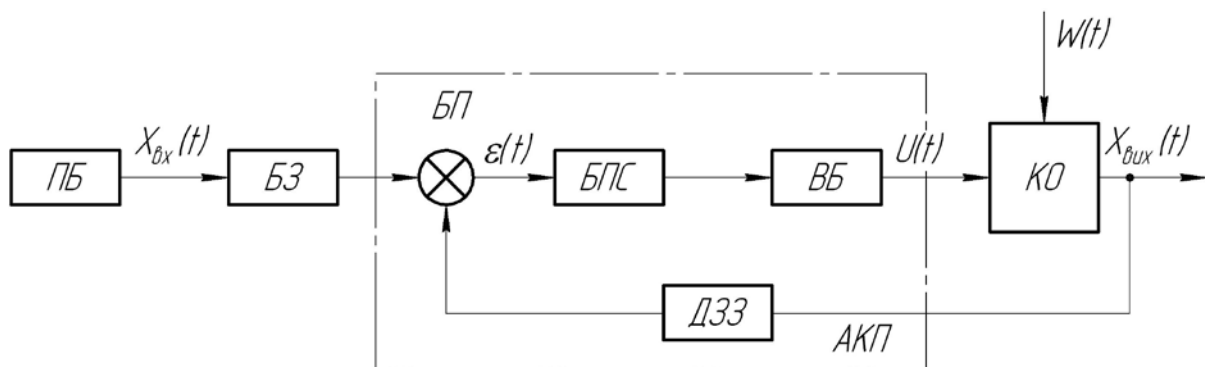 W(t)
БП
ПБ
Xвх(t)
БЗ
ε(t)
БПС
ВБ
U(t)
КО
Xвих(t)
ДЗЗ
АКП